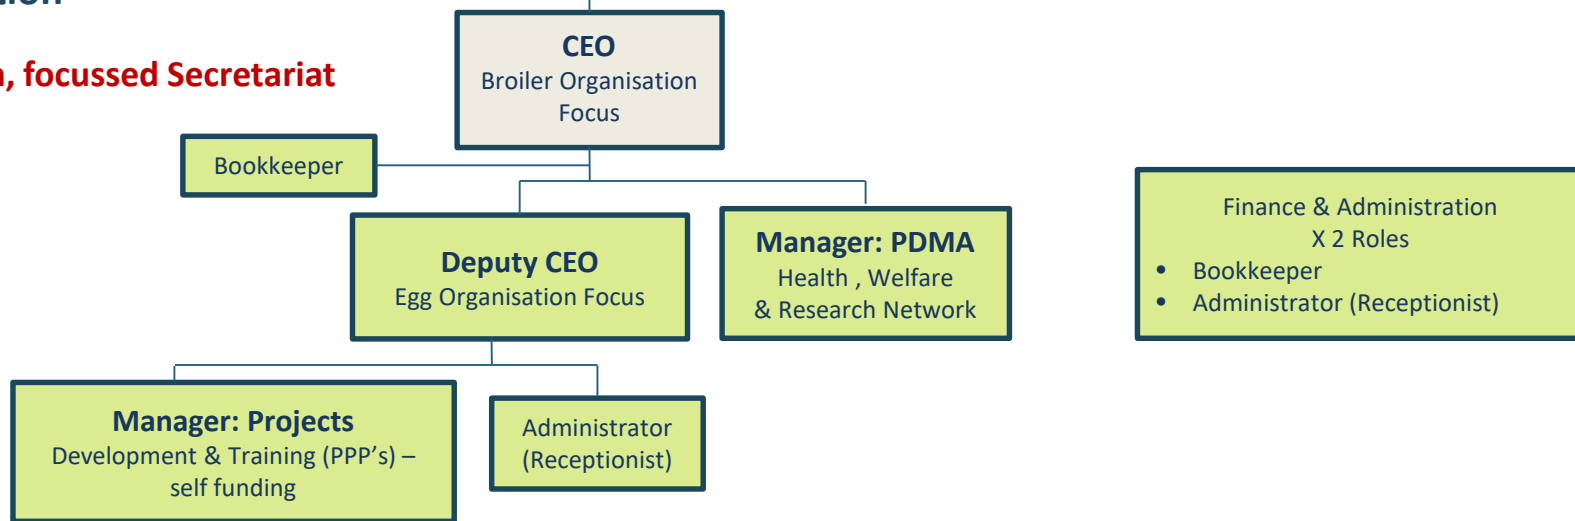 focussed Secretariat
CEO
Broiler Organisation
Focus
Bookkeeper
Deputy CEO
Egg Organisation Focus
Manager: PDMA
Health , Welfare
& Research Network
Finance & Administration
X 2 Roles
• Bookkeeper
• Administrator (Receptionist)
Manager: Projects
Development & Training (PPP’s) –
self funding
Administrator
(Receptionist)